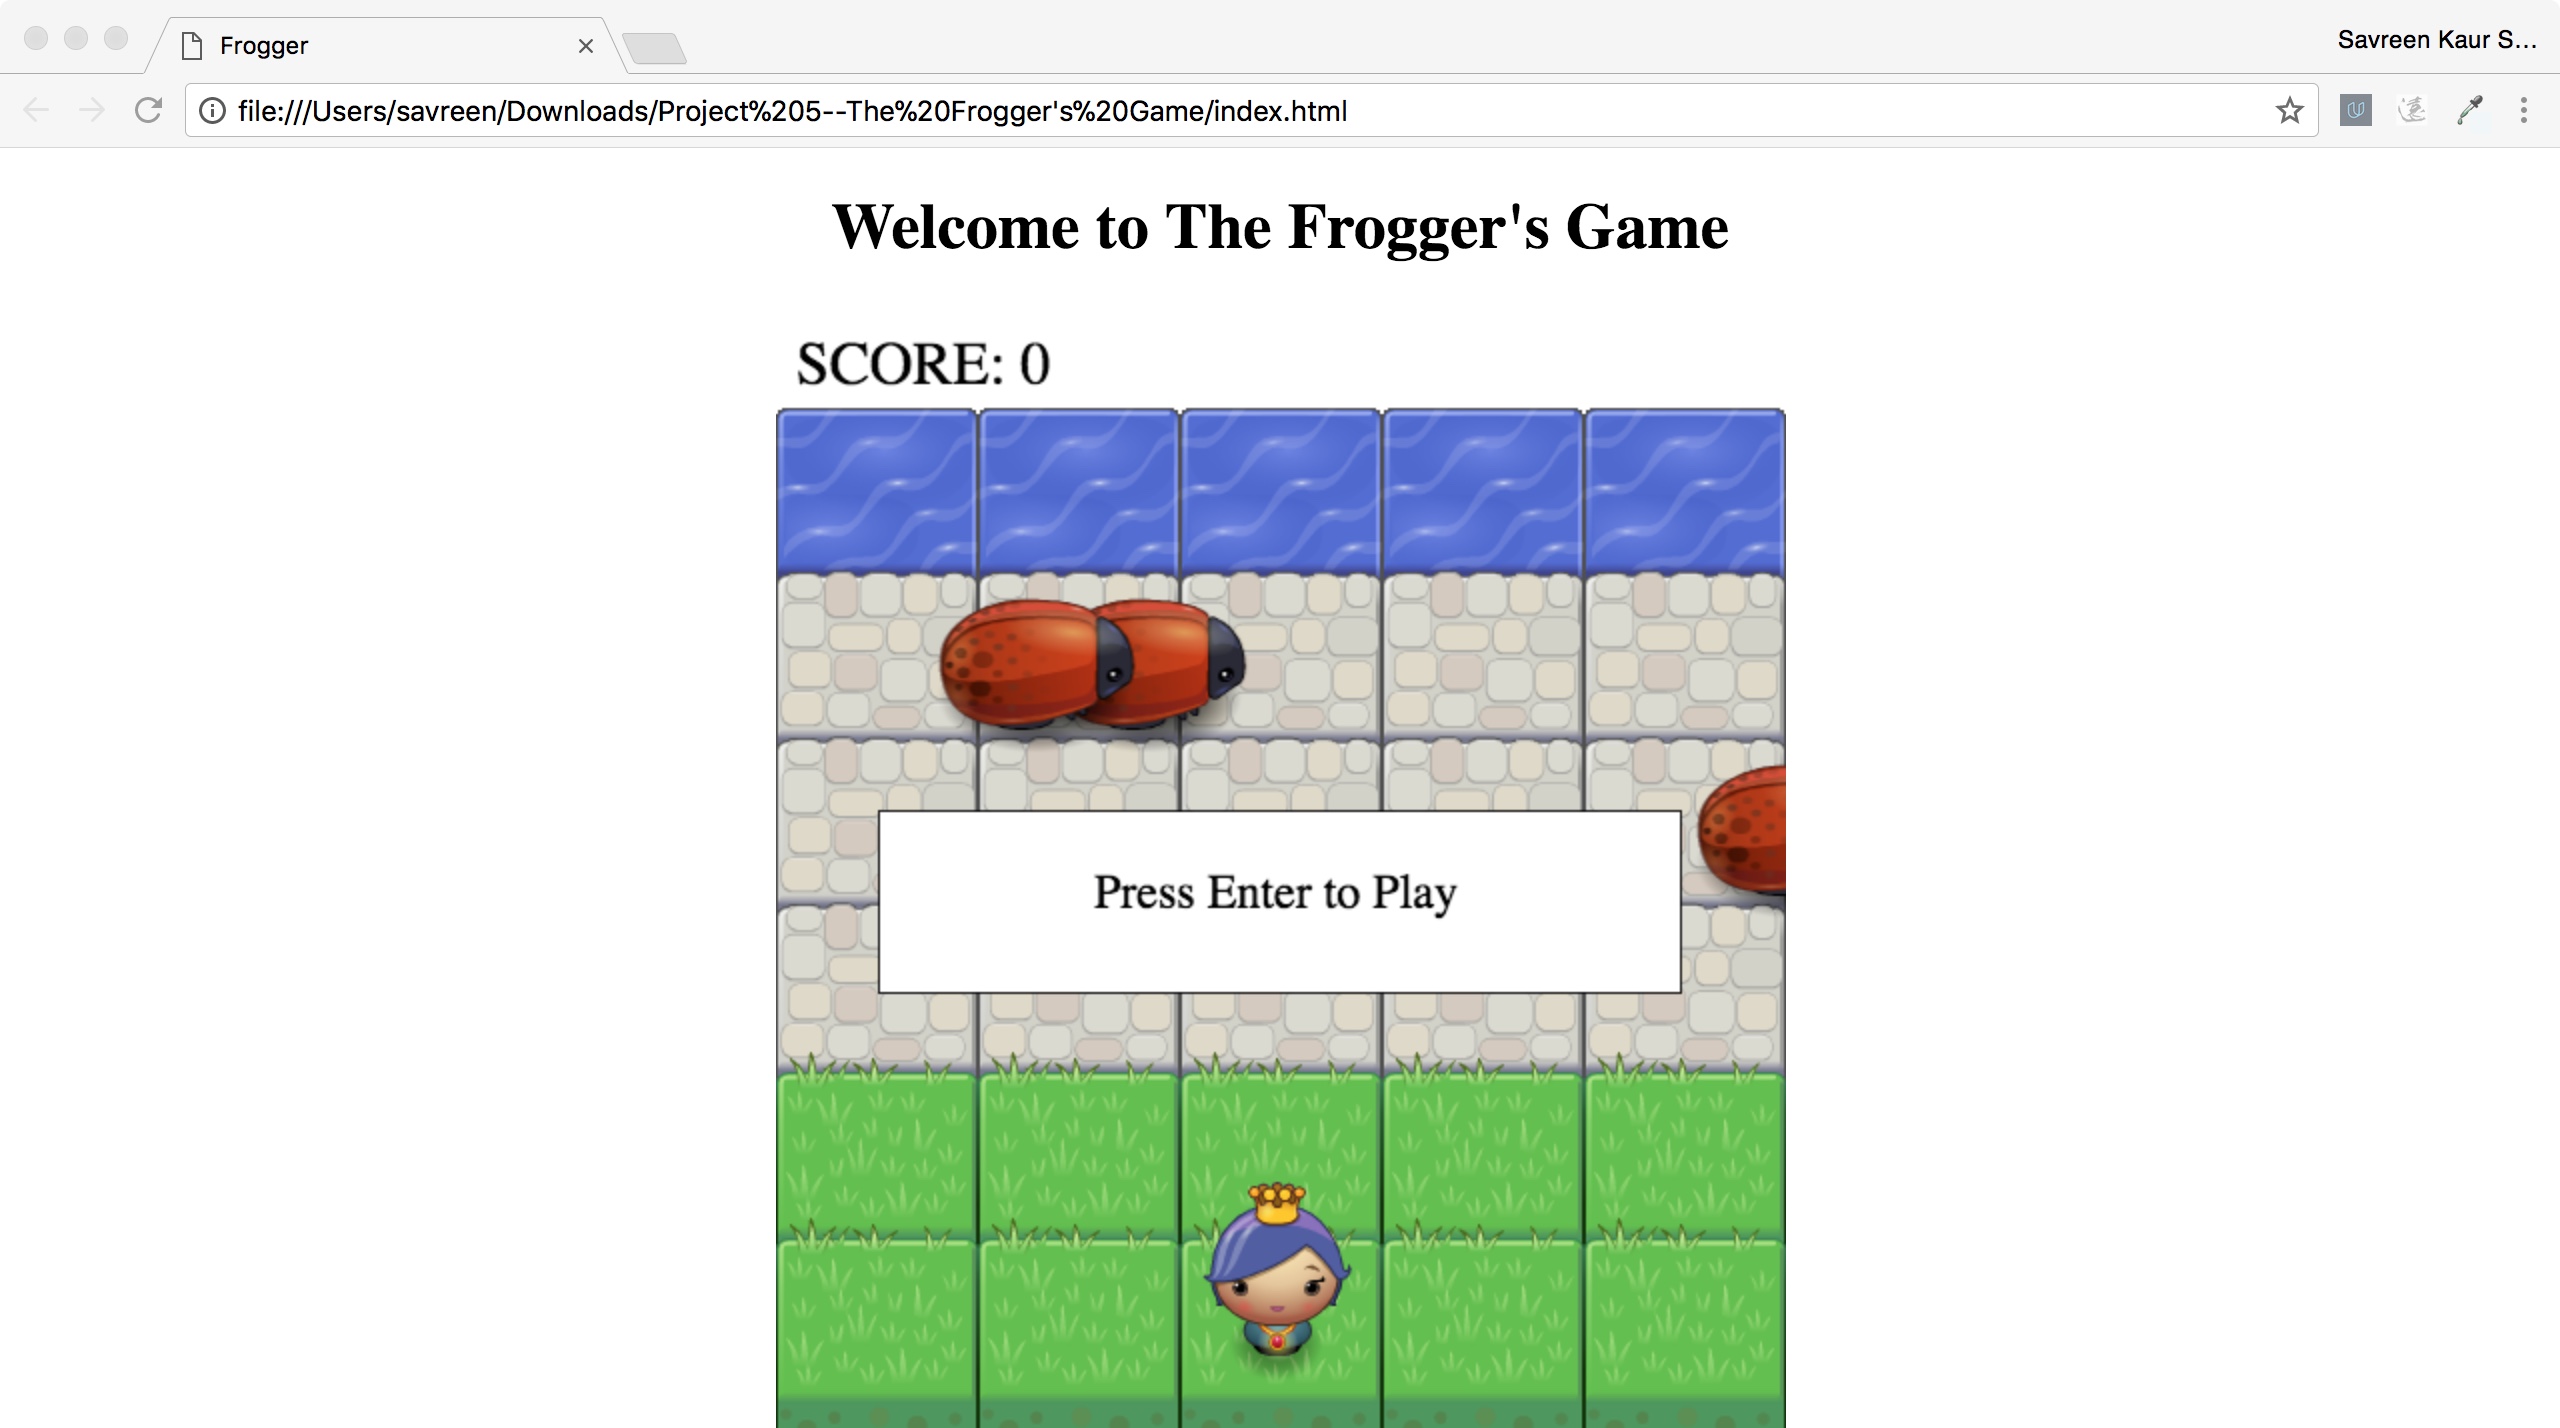 Frogger
Savreen Kaur S...
file:///Users/savreen/Downloads/Project%205--The%20Frogger's%20Game/index.html
Welcome to The Frogger's Game
SCORE: 0
Press Enter to Play